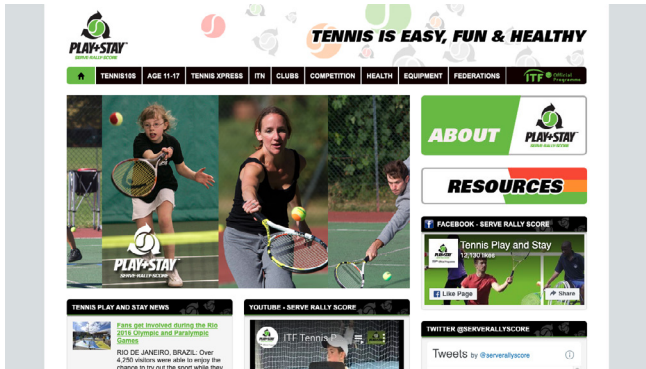 PLAY+STAY
SERVE-RALLY-SCORE
TENNIS IS EASY, FUN & HEALTHY
TENNIS10S AGE 11-17 TENNIS XPRESS ITN CLUBS COMPETITION HEALTH EQUIPMENT FEDERATIONS
ITF Official Programme
PLAY+STAY
SERVE-RALLY-SCORE
ABOUT
PLAY+STAY
SERVE-RALLY-SCORE
RESOURCES
FACEBOOK - SERVE RALLY SCORE
Tennis Play and Stay
12,130 likes
Like Page
Share
TENNIS PLAY AND STAY NEWS
Fans get involved during the Rio
2016 Olympic and Paralympic
Games
RIO DE JANEIRO, BRAZIL: Over
4,250 visitors were able to enjoy the
chance to try out the sport while they
YOUTUBE - SERVE RALLY SCORE
ITF Tennis P
TWITTER @SERVERALLYSCORE
Tweets by @serverallyscore